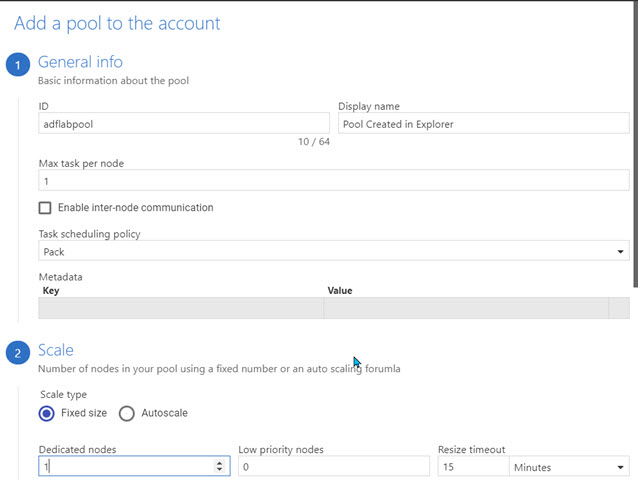 Add a pool to the account
1 General info
Basic information about the pool
ID Display name
adflabpool Pool Created in Explorer
10 / 64
Max task per node
1
Enable inter-node communication
Task scheduling policy
Pack
Metadata
Key Value
2 Scale
Number of nodes in your pool using a fixed number or an auto scaling forumla
Scale type
Fixed size Autoscale
Dedicated nodes Low priority nodes Resize timeout
1 0 15 Minutes